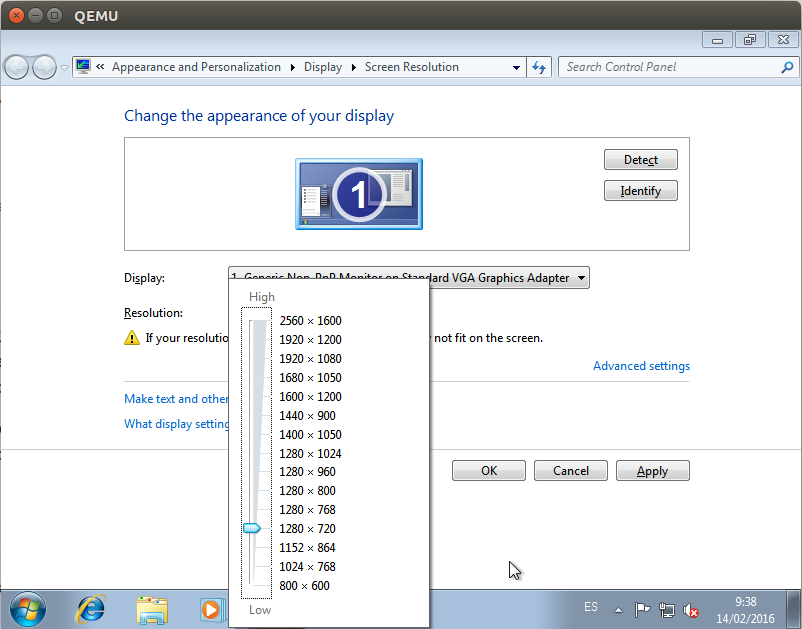 QEMU
« Appearance and Personalization ▸ Display ▸ Screen Resolution
Search Control Panel
Change the appearance of your display
1
Detect
Identify
Display: 1. Generic Non-PnP Monitor on Standard VGA Graphics Adapter
High
Resolution:
2560 × 1600
If your resolutio not fit on the screen.
1920 × 1200
1920 × 1080
Advanced settings
1680 × 1050
Make text and other
1600 × 1200
1440 × 900
What display setting
1400 × 1050
1280 × 1024
1280 × 960
OK Cancel Apply
1280 × 800
1280 × 768
1280 × 720
1152 × 864
1024 × 768
800 × 600
Low
ES
9:38
14/02/2016